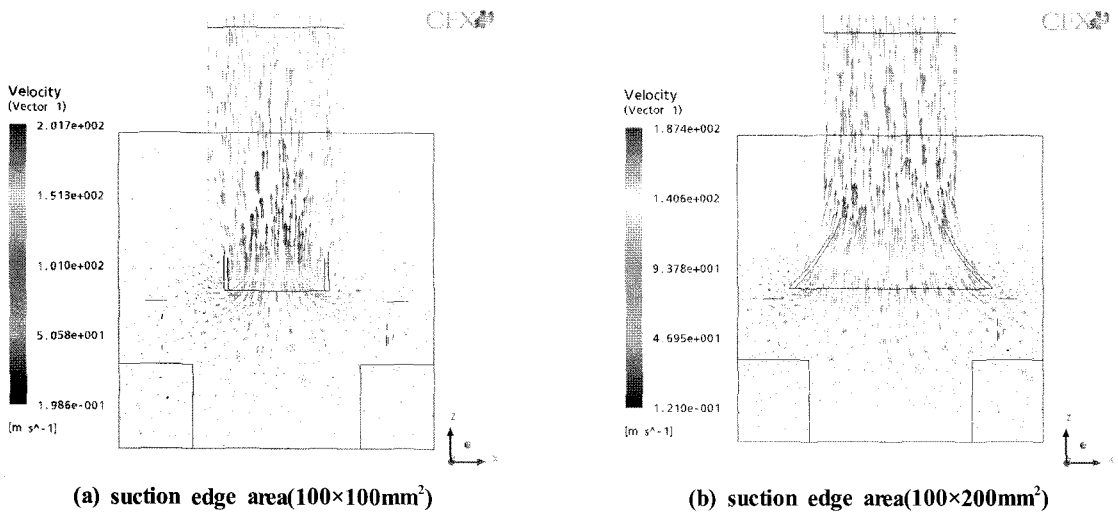 CFX
Velocity
(Vector 1)
2.017e+002
1.513e+002
1.010e+002
5.058e+001
1.986e-001
[m s^-1]
z
x
(a) suction edge area(100×100mm²)
CFX
Velocity
(Vector 1)
1.874e+002
1.406e+002
9.378e+001
4.695e+001
1.210e-001
[m s^-1]
z
x
(b) suction edge area(100×200mm²)